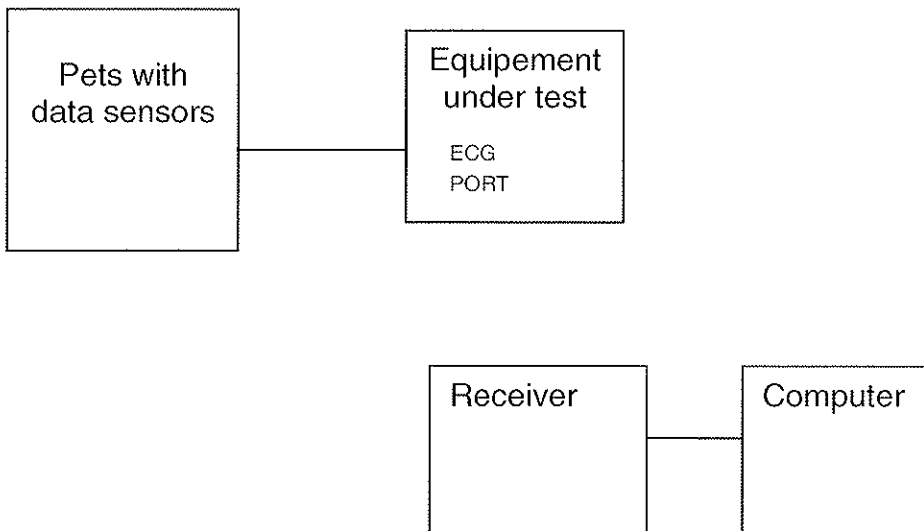 Pets with
data sensors
Equipement
under test
ECG
PORT
Receiver
Computer